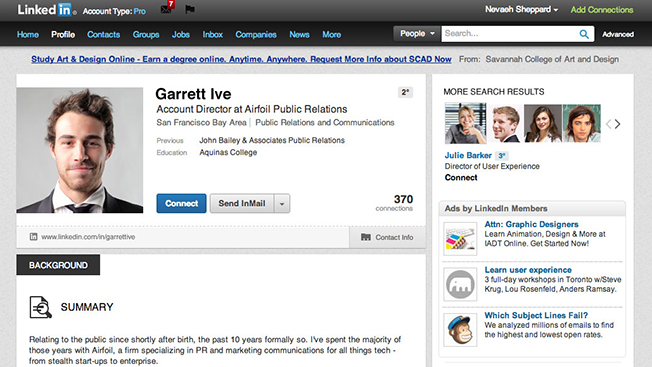 Linked in Account Type: Pro 7 Nevaeh Sheppard Add Connections
Home Profile Contacts Groups Jobs Inbox Companies News More People Search... Advanced
Study Art & Design Online - Earn a degree online. Anytime. Anywhere. Request More Info about SCAD Now From: Savannah College of Art and Design
Garrett Ive 2°
Account Director at Airfoil Public Relations
San Francisco Bay Area Public Relations and Communications
Previous John Bailey & Associates Public Relations
Education Aquinas College
Connect Send InMail 370
connections
www.linkedin.com/in/garrettive Contact Info
BACKGROUND
SUMMARY
Relating to the public since shortly after birth, the past 10 years formally so. I've spent the majority of
those years with Airfoil, a firm specializing in PR and marketing communications for all things tech -
from stealth start-ups to enterprise.
MORE SEARCH RESULTS
Julie Barker 3°
Director of User Experience
Connect
Ads by LinkedIn Members
Attn: Graphic Designers
Learn Animation, Design & More at
IADT Online. Get Started Now!
Learn user experience
3 full-day workshops in Toronto w/Steve
Krug, Lou Rosenfeld, Anders Ramsay.
Which Subject Lines Fail?
We analyzed millions of emails to find
the highest and lowest open rates.